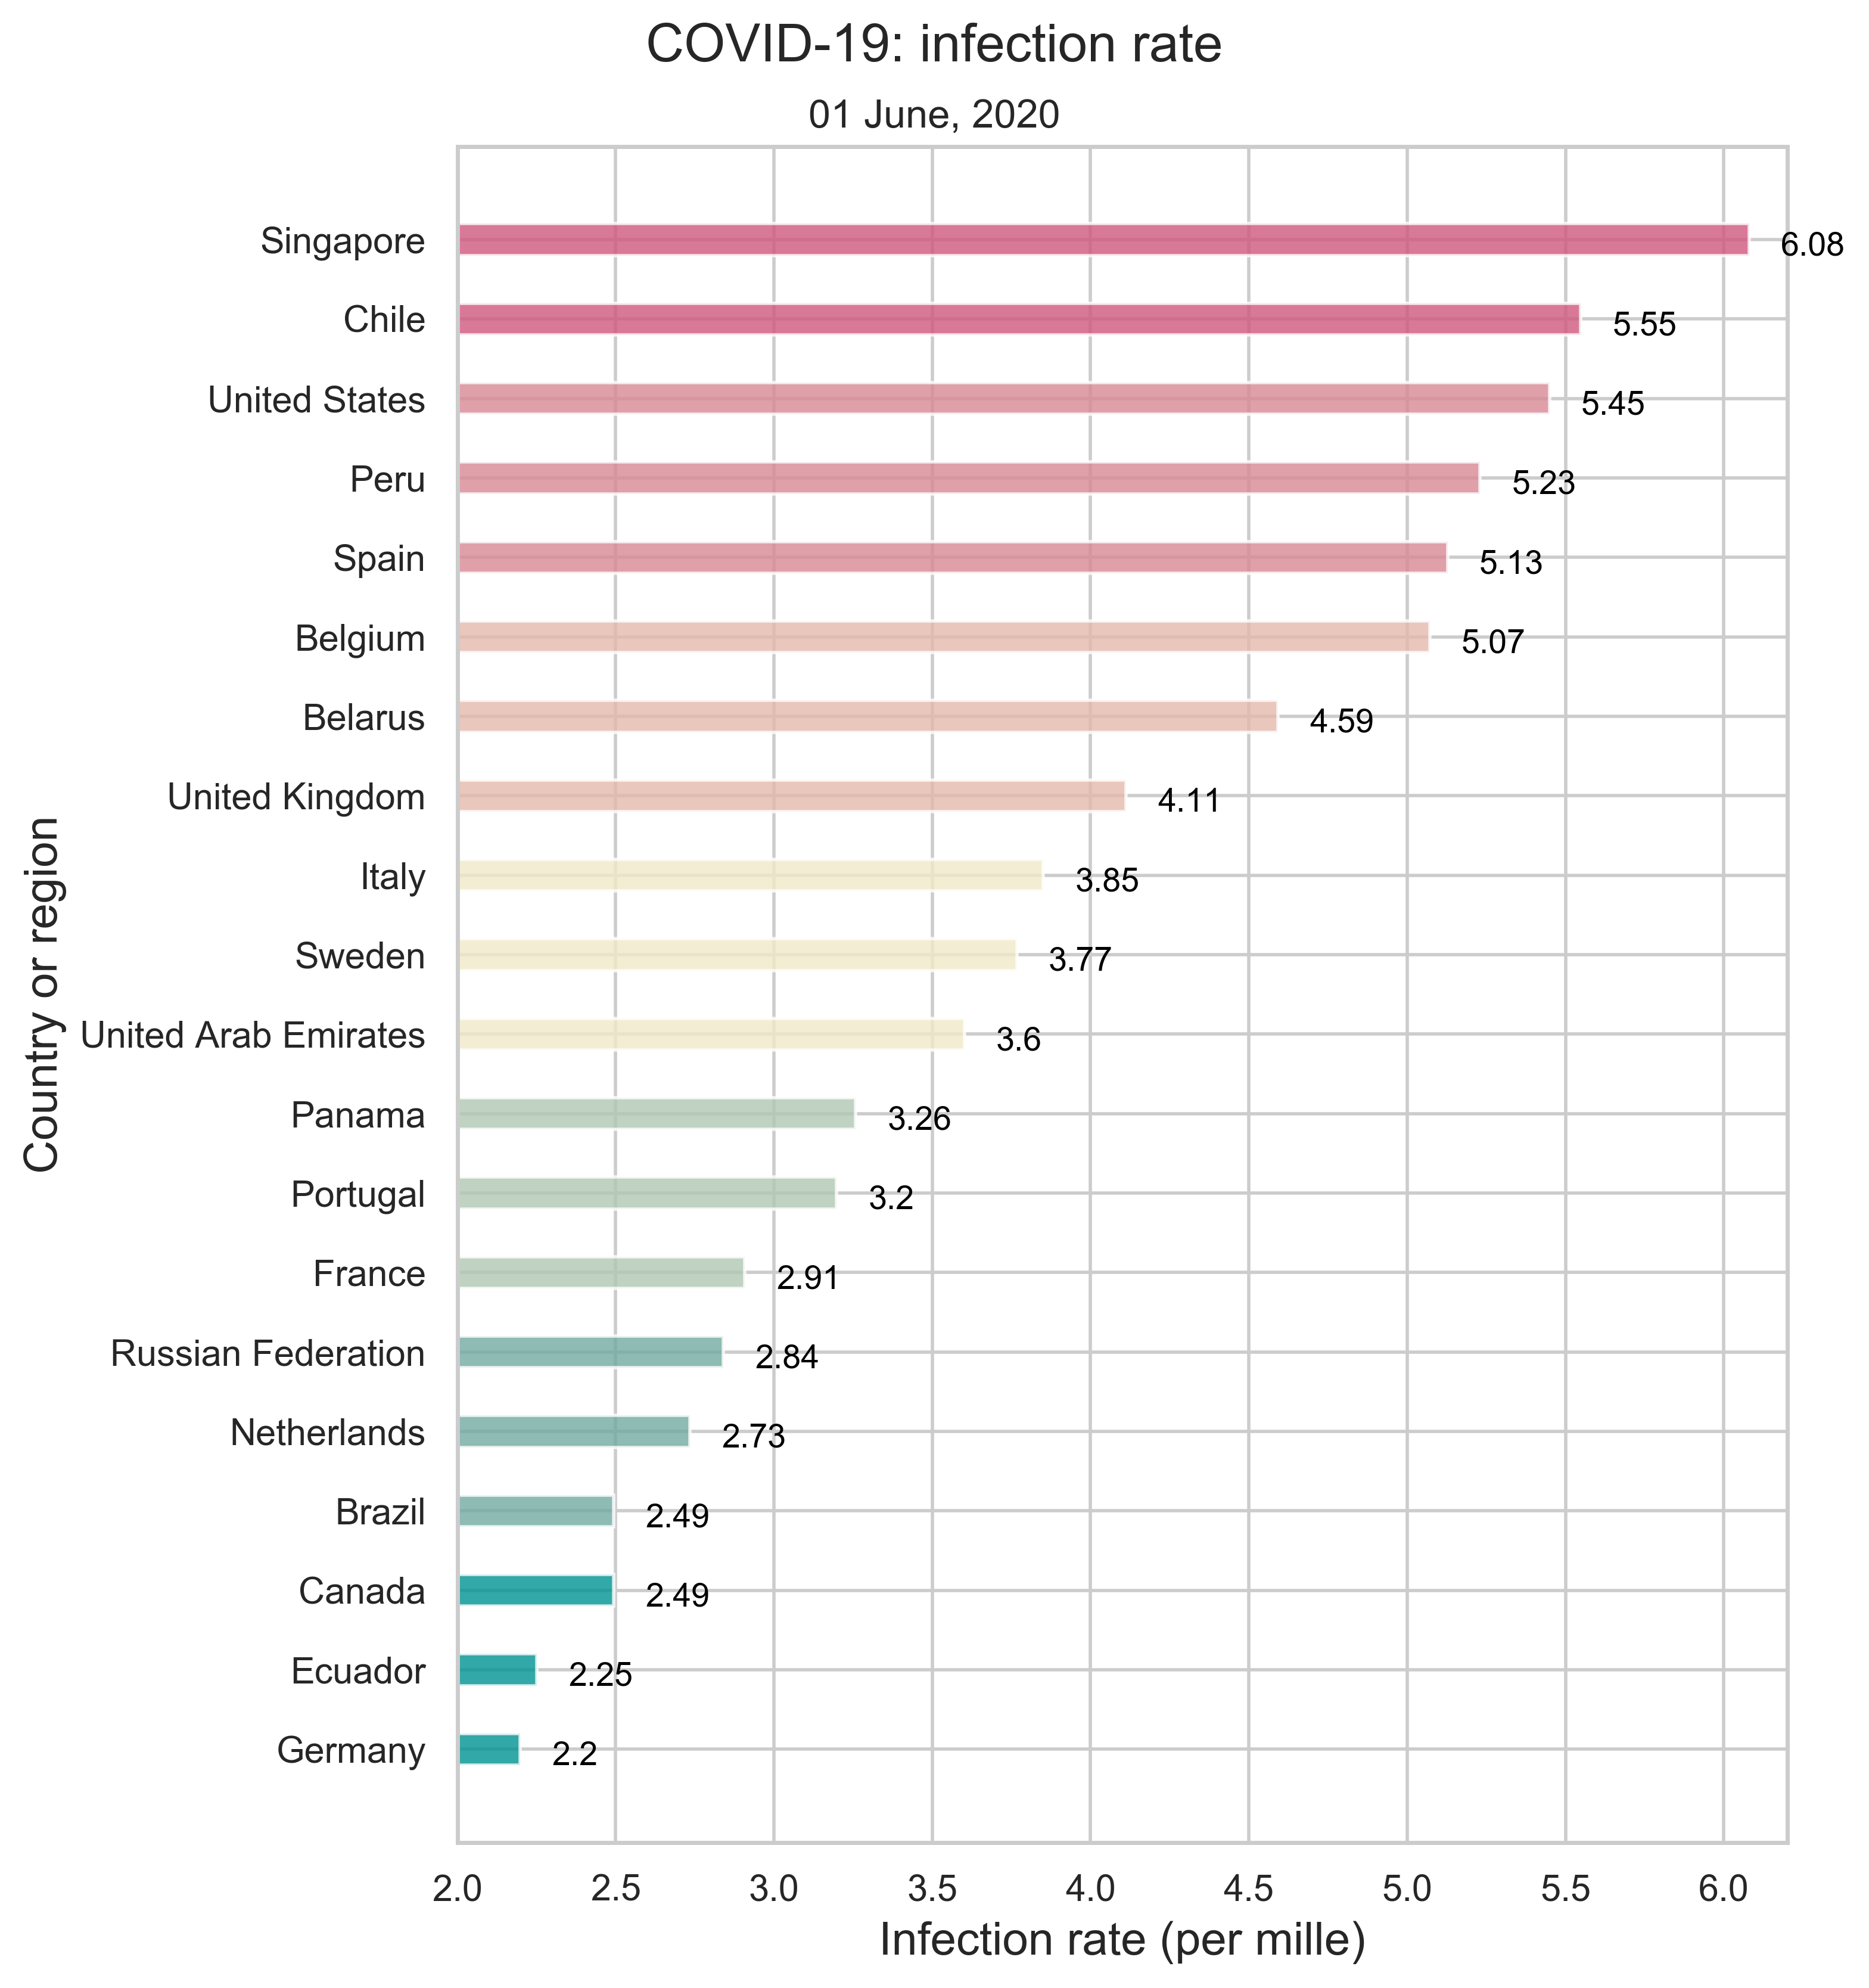 COVID-19: infection rate
01 June, 2020
Country or region
Singapore 6.08
Chile 5.55
United States 5.45
Peru 5.23
Spain 5.13
Belgium 5.07
Belarus 4.59
United Kingdom 4.11
Italy 3.85
Sweden 3.77
United Arab Emirates 3.6
Panama 3.26
Portugal 3.2
France 2.91
Russian Federation 2.84
Netherlands 2.73
Brazil 2.49
Canada 2.49
Ecuador 2.25
Germany 2.2
2.0 2.5 3.0 3.5 4.0 4.5 5.0 5.5 6.0
Infection rate (per mille)